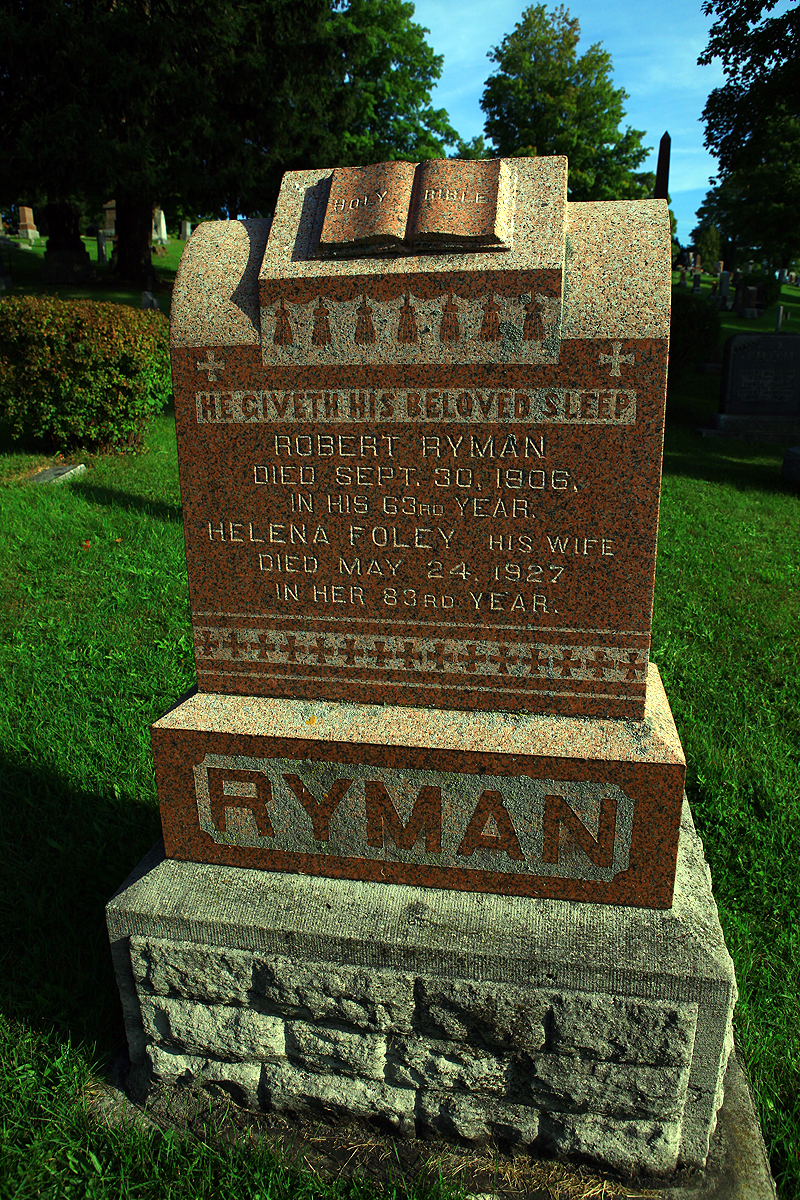 HOLY BIBLE
HE GIVETH HIS BELOVED SLEEP
ROBERT RYMAN
DIED SEPT. 30, 1906,
IN HIS 63RD YEAR.
HELENA FOLEY HIS WIFE
DIED MAY 24, 1927
IN HER 83RD YEAR.
RYMAN